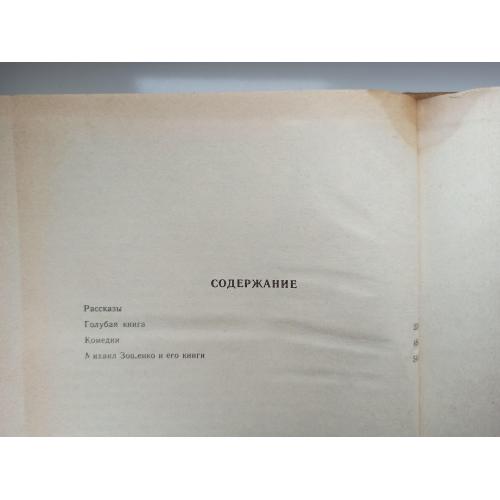 СОДЕРЖАНИЕ
Рассказы
Голубая книга
Комедии
Михаил Зощенко и его книги